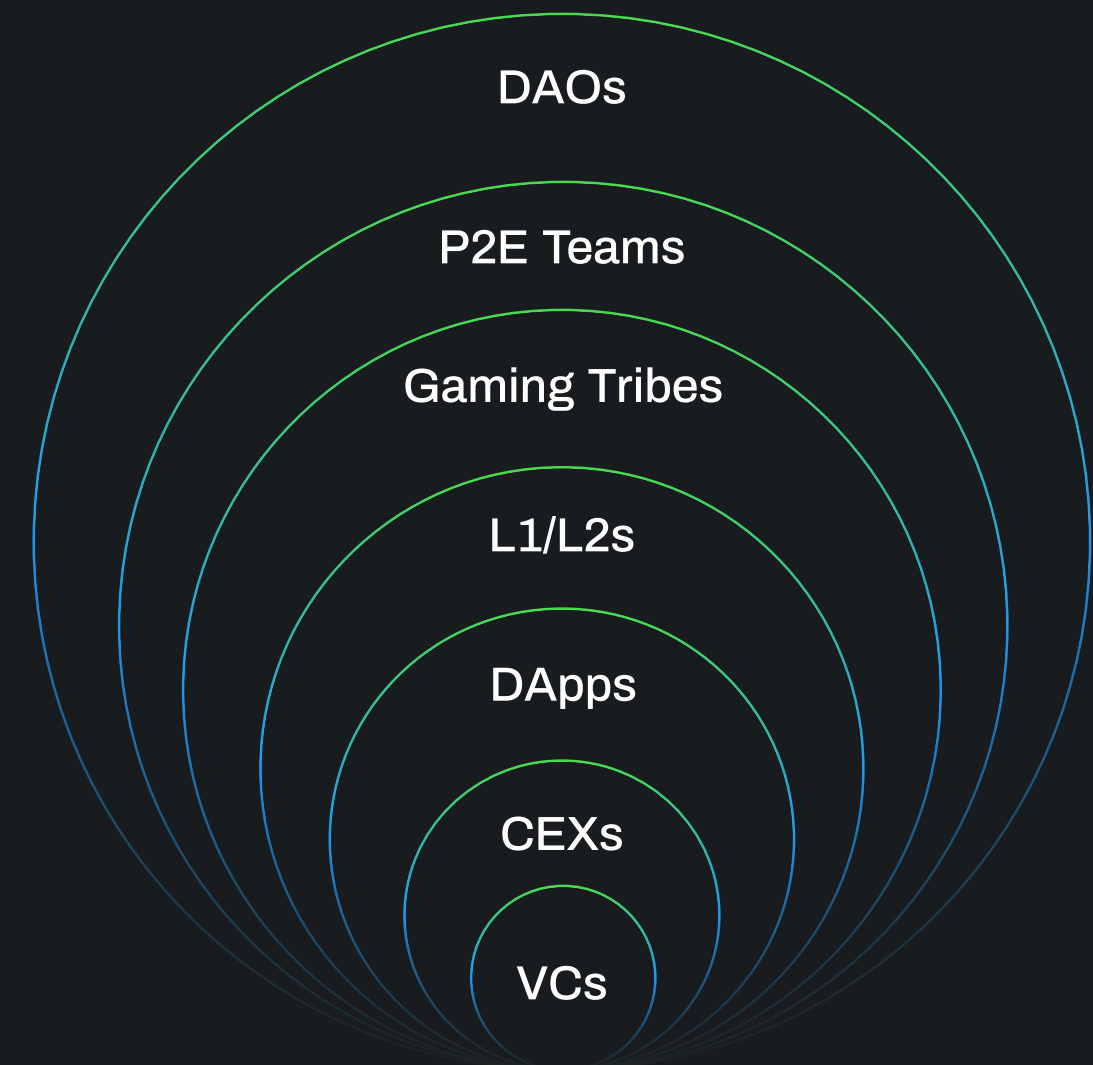 DAOs
P2E Teams
Gaming Tribes
L1/L2s
DApps
CEXs
VCs